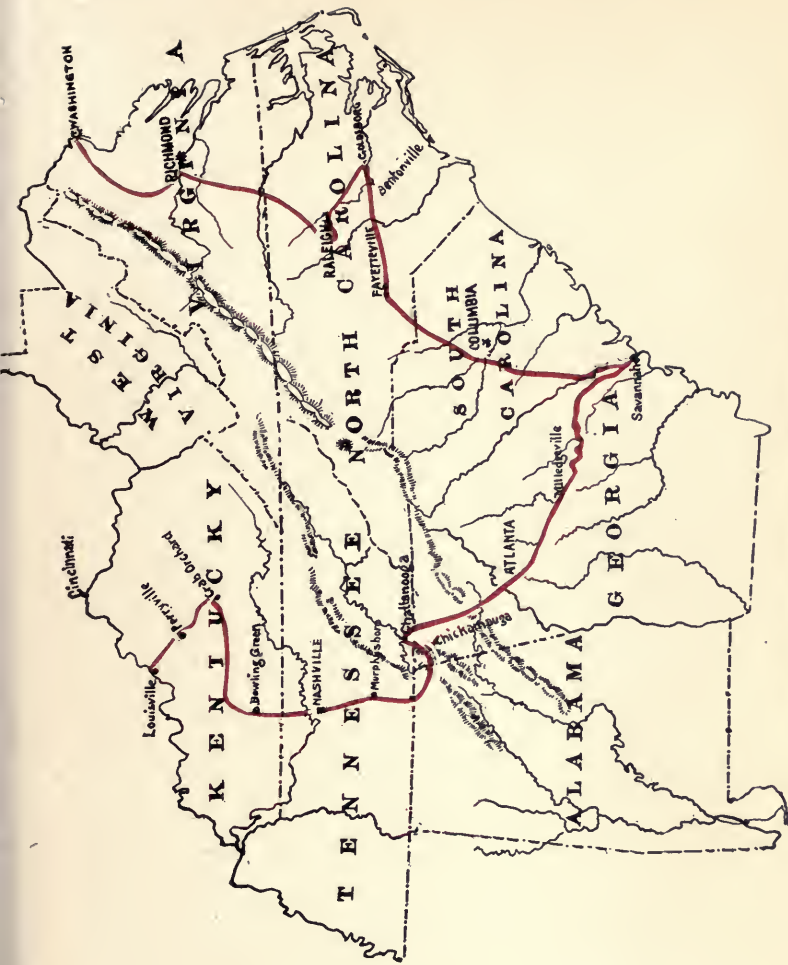 WASHINGTON
WEST
VIRGINIA
VIRGINIA
RICHMOND
Cincinnati
Louisville
Perryville
Crab Orchard
KENTUCKY
Bowling Green
NASHVILLE
Murphysboro
TENNESSEE
Chattanooga
Chickamauga
NORTH CAROLINA
RALEIGH
GOLDSBORO
Bentonville
FAYETTEVILLE
SOUTH
COLUMBIA
CAROLINA
Savannah
Milledgeville
ATLANTA
GEORGIA
ALABAMA